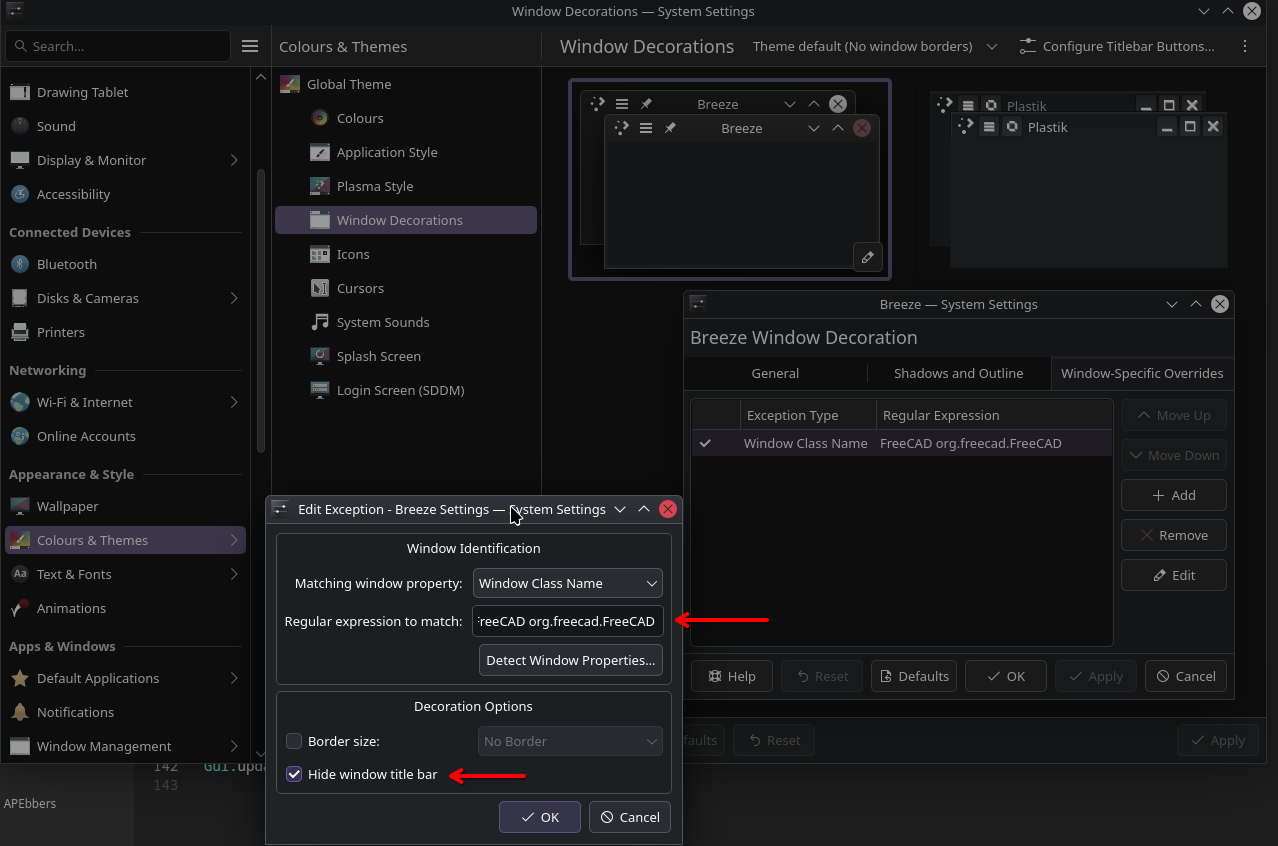 Window Decorations — System Settings
Search...
Colours & Themes
Window Decorations
Theme default (No window borders)
Configure Titlebar Buttons...
Drawing Tablet
Sound
Display & Monitor
Accessibility
Connected Devices
Bluetooth
Disks & Cameras
Printers
Networking
Wi-Fi & Internet
Online Accounts
Appearance & Style
Wallpaper
Colours & Themes
Text & Fonts
Animations
Apps & Windows
Default Applications
Notifications
Window Management
Global Theme
Colours
Application Style
Plasma Style
Window Decorations
Icons
Cursors
System Sounds
Splash Screen
Login Screen (SDDM)
Breeze
Breeze
Plastik
Plastik
Breeze — System Settings
Breeze Window Decoration
General
Shadows and Outline
Window-Specific Overrides
Exception Type
Regular Expression
Window Class Name
FreeCAD org.freecad.FreeCAD
Move Up
Move Down
Add
Remove
Edit
Help
Reset
Defaults
OK
Apply
Cancel
faults
Reset
Apply
Edit Exception - Breeze Settings — System Settings
Window Identification
Matching window property:
Window Class Name
Regular expression to match:
FreeCAD org.freecad.FreeCAD
Detect Window Properties...
Decoration Options
Border size:
No Border
Hide window title bar
OK
Cancel
142 Gui.upda
143
APEbbers